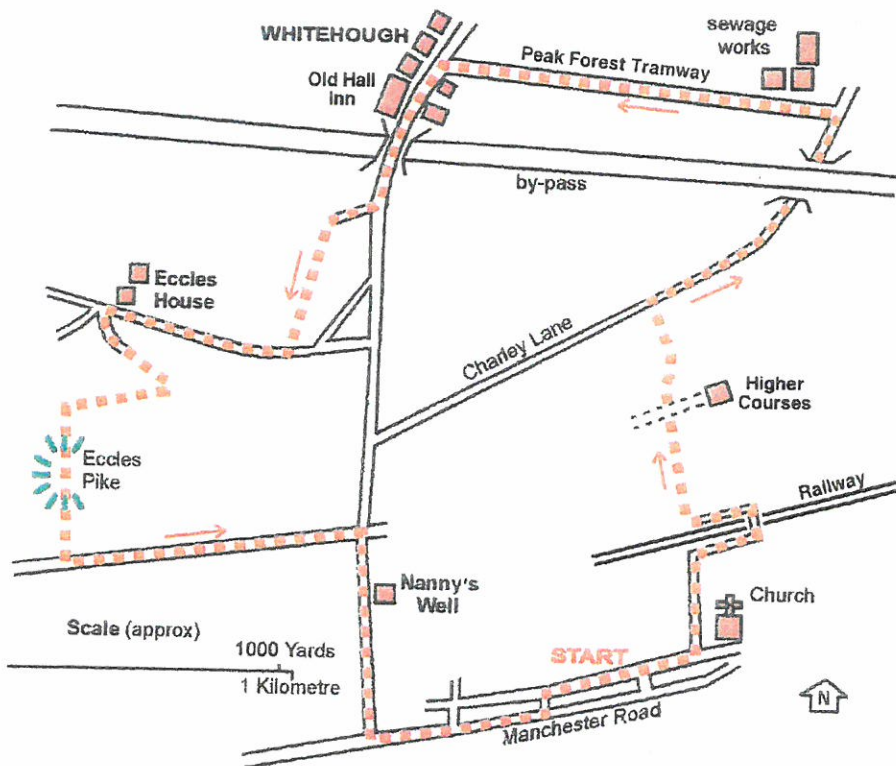 WHITEHOUGH
Old Hall
Inn
Peak Forest Tramway
sewage
works
by-pass
Eccles
House
Charley Lane
Higher
Courses
Eccles
Pike
Railway
Nanny's
Well
Church
Scale (approx)
1000 Yards
1 Kilometre
START
Manchester Road
N